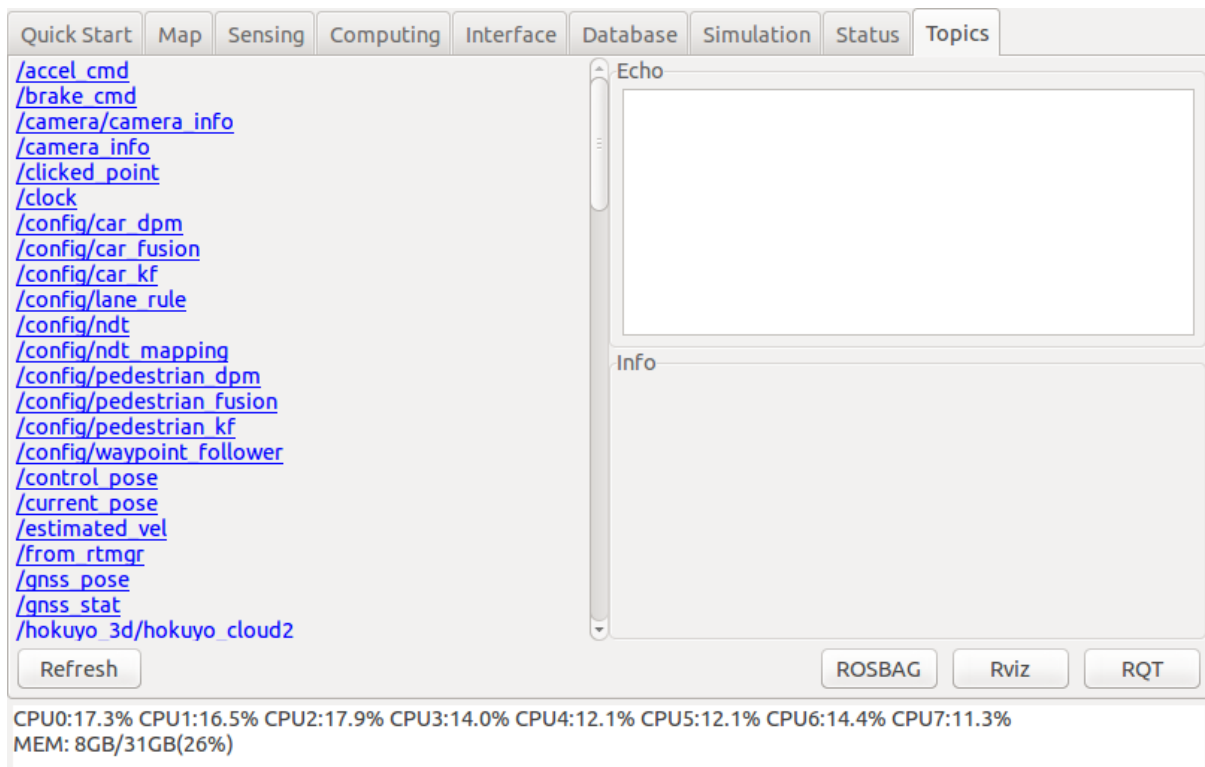 Quick Start Map Sensing Computing Interface Database Simulation Status Topics
/accel_cmd
/brake_cmd
/camera/camera_info
/camera_info
/clicked_point
/clock
/config/car_dpm
/config/car_fusion
/config/car_kf
/config/lane_rule
/config/ndt
/config/ndt_mapping
/config/pedestrian_dpm
/config/pedestrian_fusion
/config/pedestrian_kf
/config/waypoint_follower
/control_pose
/current_pose
/estimated_vel
/from_rtmgr
/gnss_pose
/gnss_stat
/hokuyo_3d/hokuyo_cloud2
Echo
Info
Refresh ROSBAG Rviz RQT
CPU0:17.3% CPU1:16.5% CPU2:17.9% CPU3:14.0% CPU4:12.1% CPU5:12.1% CPU6:14.4% CPU7:11.3%
MEM: 8GB/31GB(26%)